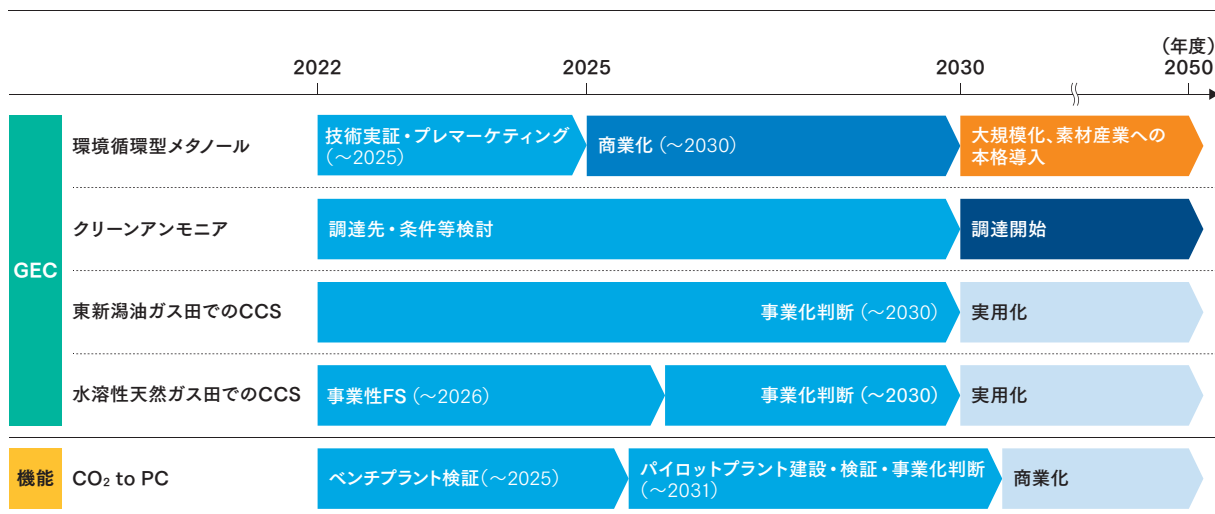 （年度）
2022
2025
2030
2050
GEC
環境循環型メタノール
技術実証・プレマーケティング
（～2025）
商業化（～2030）
大規模化、素材産業への
本格導入
クリーンアンモニア
調達先・条件等検討
調達開始
東新潟油ガス田でのCCS
事業化判断（～2030）
実用化
水溶性天然ガス田でのCCS
事業性FS（～2026）
事業化判断（～2030）
実用化
機能
CO₂ to PC
ベンチプラント検証(～2025)
パイロットプラント建設・検証・事業化判断
（～2031）
商業化